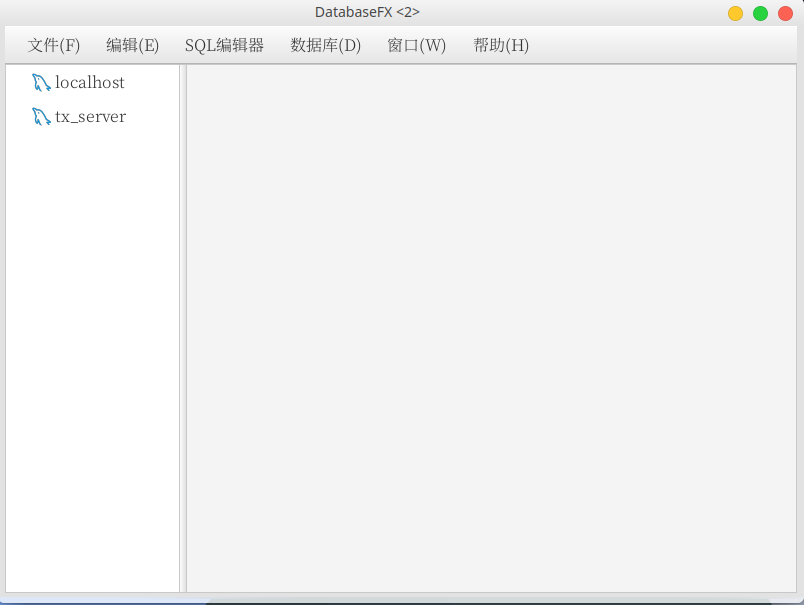 DatabaseFX <2>
文件(F) 编辑(E) SQL编辑器 数据库(D) 窗口(W) 帮助(H)
localhost
tx_server